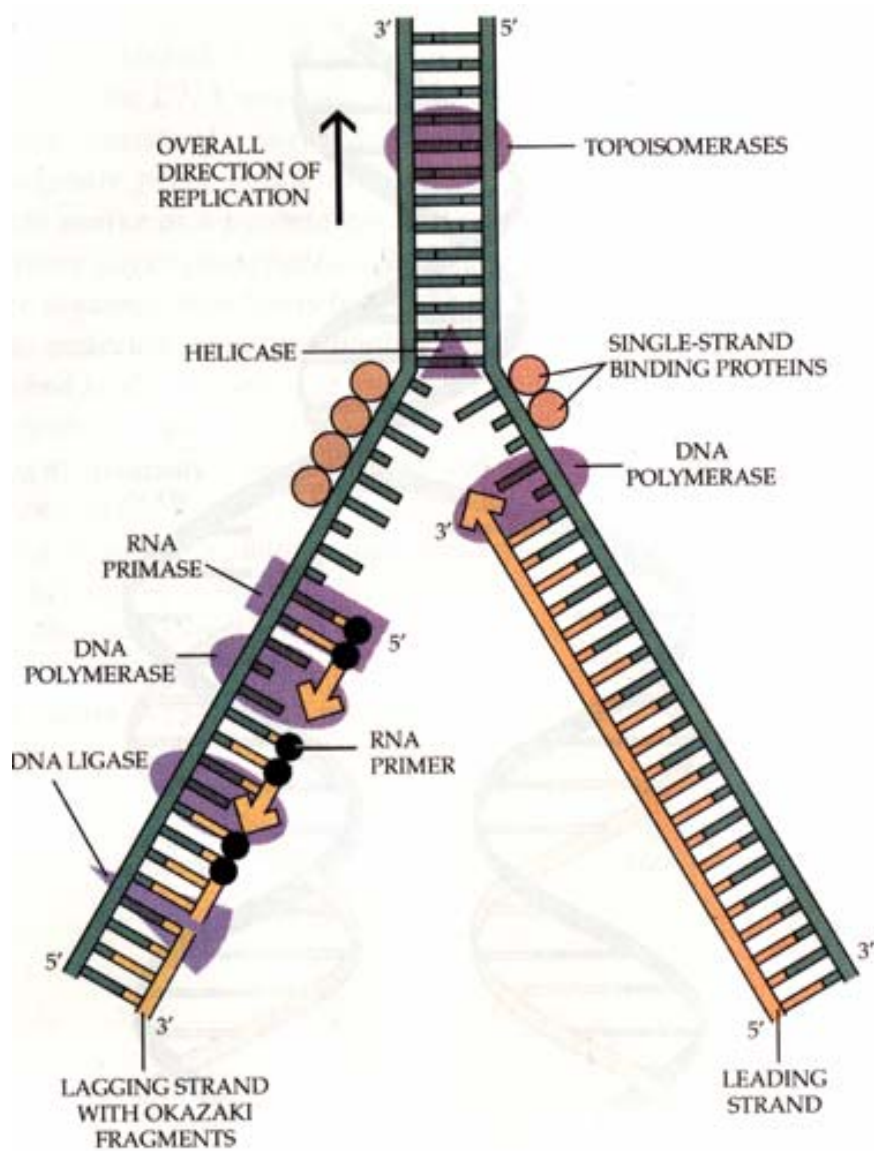 3′ 5′
OVERALL
DIRECTION OF
REPLICATION
TOPOISOMERASES
HELICASE
SINGLE-STRAND
BINDING PROTEINS
DNA
POLYMERASE
3′
RNA
PRIMASE
5′
DNA
POLYMERASE
RNA
PRIMER
DNA LIGASE
5′
3′
3′
5′
LAGGING STRAND
WITH OKAZAKI
FRAGMENTS
LEADING
STRAND